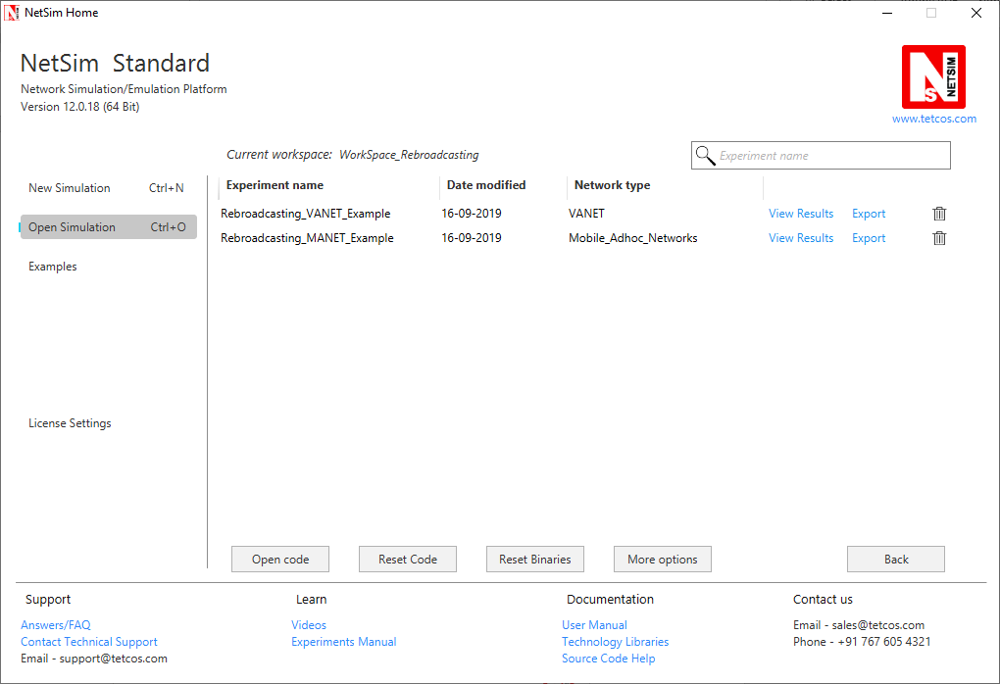 NetSim Home
NetSim Standard
Network Simulation/Emulation Platform
Version 12.0.18 (64 Bit)
NS NETSIM
www.tetcos.com
Current workspace: WorkSpace_Rebroadcasting
Experiment name
New Simulation Ctrl+N
Open Simulation Ctrl+O
Examples
License Settings
Experiment name Date modified Network type
Rebroadcasting_VANET_Example 16-09-2019 VANET View Results Export
Rebroadcasting_MANET_Example 16-09-2019 Mobile_Adhoc_Networks View Results Export
Open code Reset Code Reset Binaries More options Back
Support
Answers/FAQ
Contact Technical Support
Email - support@tetcos.com
Learn
Videos
Experiments Manual
Documentation
User Manual
Technology Libraries
Source Code Help
Contact us
Email - sales@tetcos.com
Phone - +91 767 605 4321